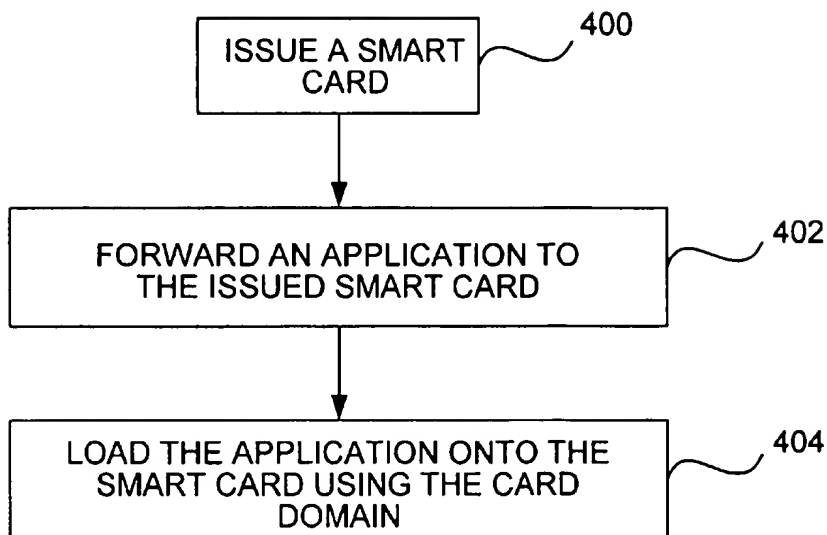 ISSUE A SMART
CARD
400
FORWARD AN APPLICATION TO
THE ISSUED SMART CARD
402
LOAD THE APPLICATION ONTO THE
SMART CARD USING THE CARD
DOMAIN
404